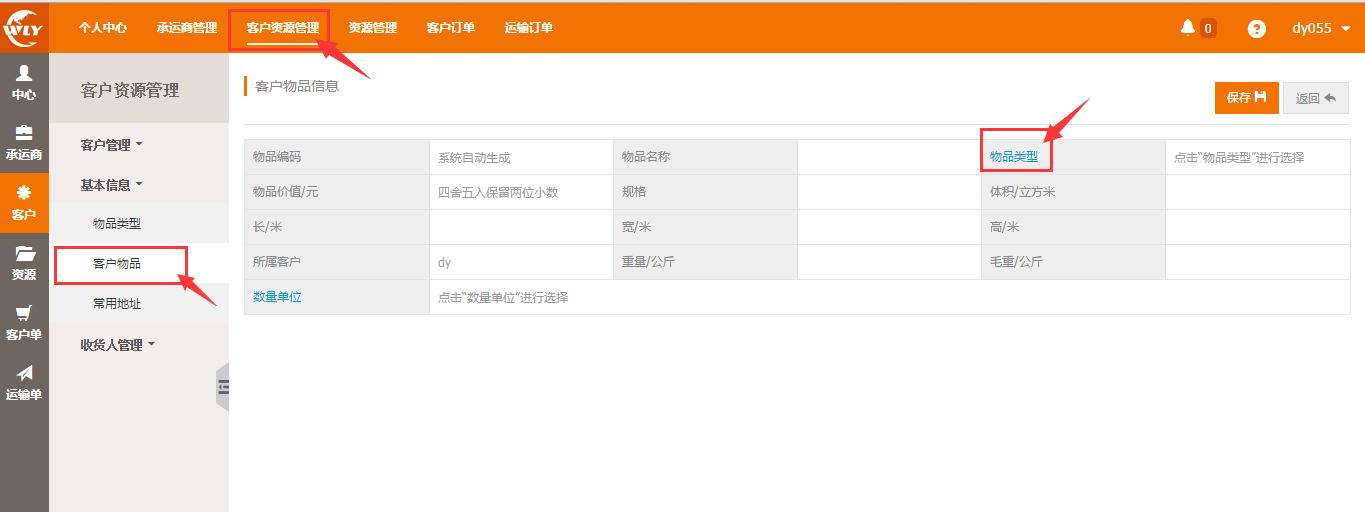 WLY
个人中心 承运商管理 客户资源管理 资源管理 客户订单 运输订单 0 ? dy055
中心
承运商
客户
资源
客户单
运输单
客户资源管理
客户管理
基本信息
物品类型
客户物品
常用地址
收货人管理
客户物品信息
保存 返回
物品编码 系统自动生成 物品名称 物品类型 点击“物品类型”进行选择
物品价值/元 四舍五入保留两位小数 规格 体积/立方米
长/米 宽/米 高/米
所属客户 dy 重量/公斤 毛重/公斤
数量单位 点击“数量单位”进行选择